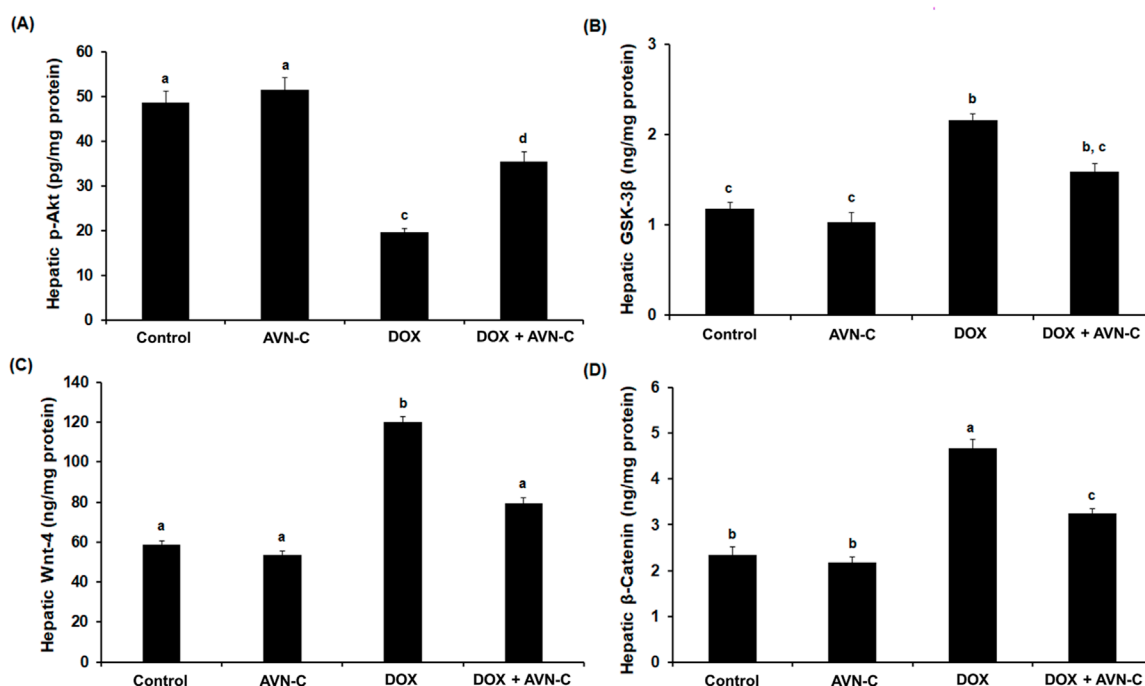 (A)
Hepatic p-Akt (pg/mg protein)
60
50
40
30
20
10
0
a
a
c
d
Control
AVN-C
DOX
DOX + AVN-C
(B)
Hepatic GSK-3β (ng/mg protein)
3
2
1
0
c
c
b
b, c
Control
AVN-C
DOX
DOX + AVN-C
(C)
Hepatic Wnt-4 (ng/mg protein)
140
120
100
80
60
40
20
0
a
a
b
a
Control
AVN-C
DOX
DOX + AVN-C
(D)
Hepatic β-Catenin (ng/mg protein)
6
5
4
3
2
1
0
b
b
a
c
Control
AVN-C
DOX
DOX + AVN-C